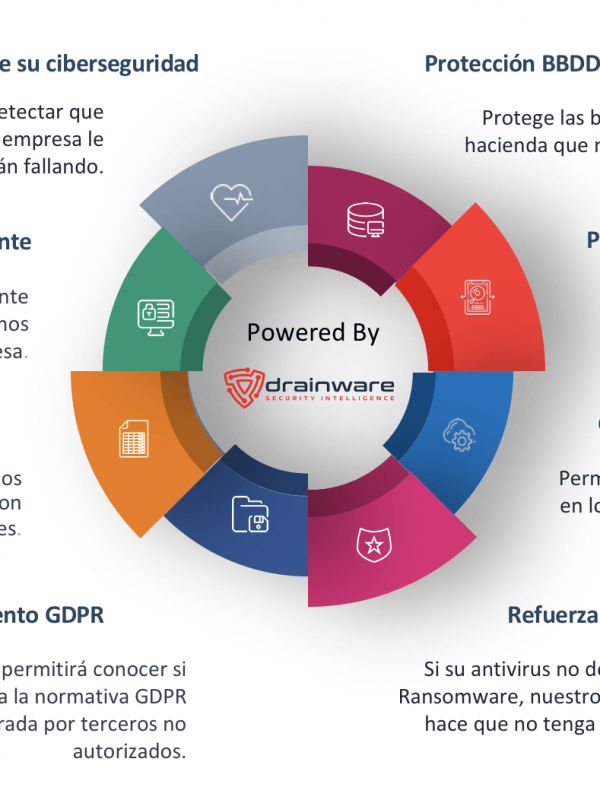 e su ciberseguridad
etectar que
empresa le
án fallando.
nte
nte
nos
esa.
os
on
es.
ento GDPR
permitirá conocer si
a la normativa GDPR
rada por terceros no
autorizados.
Powered By
drainware
SECURITY INTELLIGENCE
Protección BBDD
Protege las b
hacienda que n
P
Perm
en lo
Refuerza
Si su antivirus no de
Ransomware, nuestro
hace que no tenga